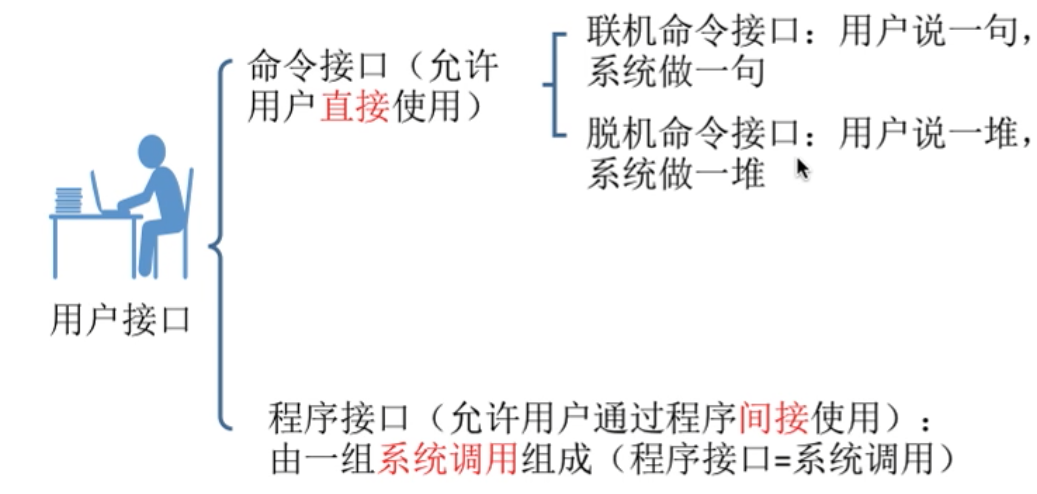 命令接口（允许
用户直接使用）
联机命令接口：用户说一句，
系统做一句
脱机命令接口：用户说一堆，
系统做一堆
用户接口
程序接口（允许用户通过程序间接使用）：
由一组系统调用组成（程序接口=系统调用）